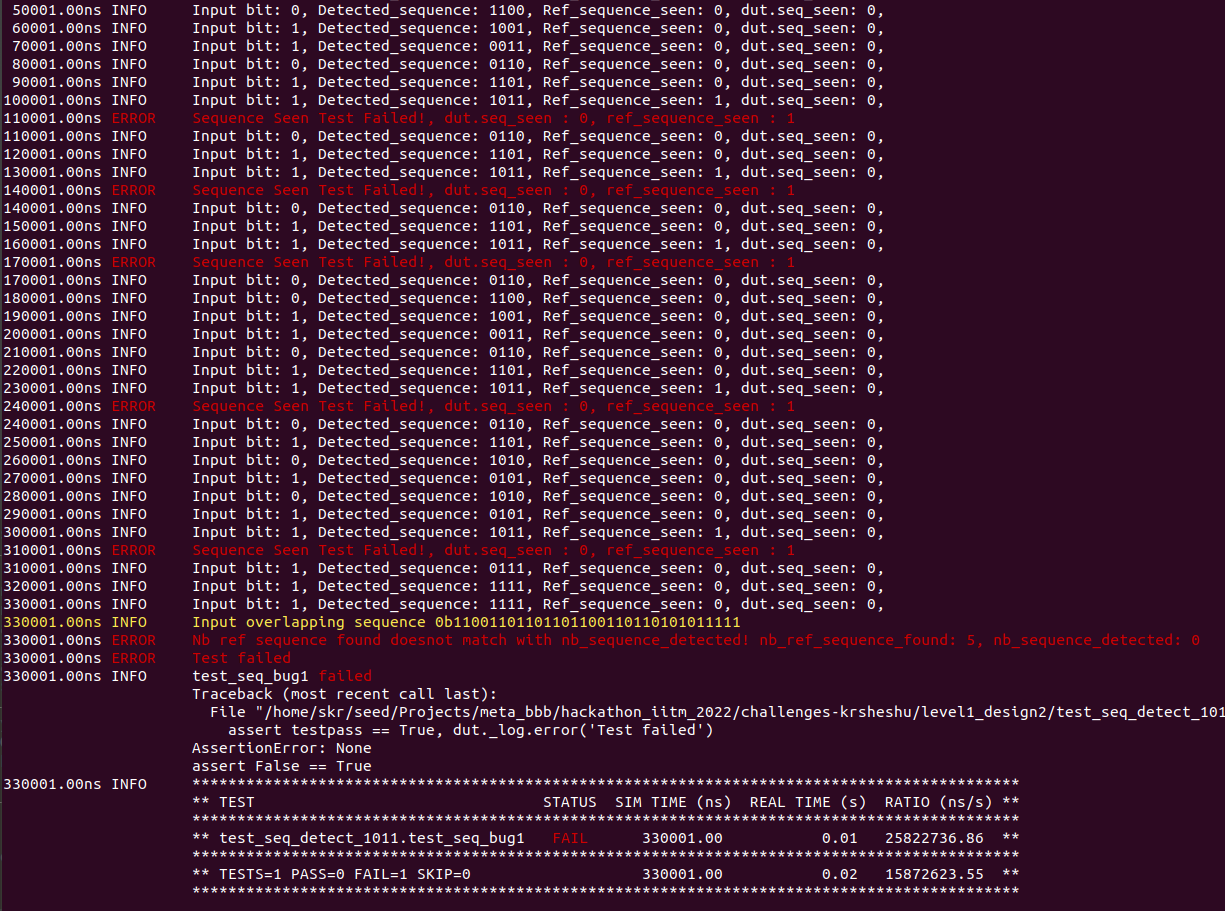 50001.00ns INFO Input bit: 0, Detected_sequence: 1100, Ref_sequence_seen: 0, dut.seq_seen: 0,
60001.00ns INFO Input bit: 1, Detected_sequence: 1001, Ref_sequence_seen: 0, dut.seq_seen: 0,
70001.00ns INFO Input bit: 1, Detected_sequence: 0011, Ref_sequence_seen: 0, dut.seq_seen: 0,
80001.00ns INFO Input bit: 0, Detected_sequence: 0110, Ref_sequence_seen: 0, dut.seq_seen: 0,
90001.00ns INFO Input bit: 1, Detected_sequence: 1101, Ref_sequence_seen: 0, dut.seq_seen: 0,
100001.00ns INFO Input bit: 1, Detected_sequence: 1011, Ref_sequence_seen: 1, dut.seq_seen: 0,
110001.00ns ERROR Sequence Seen Test Failed!, dut.seq_seen : 0, ref_sequence_seen : 1
110001.00ns INFO Input bit: 0, Detected_sequence: 0110, Ref_sequence_seen: 0, dut.seq_seen: 0,
120001.00ns INFO Input bit: 1, Detected_sequence: 1101, Ref_sequence_seen: 0, dut.seq_seen: 0,
130001.00ns INFO Input bit: 1, Detected_sequence: 1011, Ref_sequence_seen: 1, dut.seq_seen: 0,
140001.00ns ERROR Sequence Seen Test Failed!, dut.seq_seen : 0, ref_sequence_seen : 1
140001.00ns INFO Input bit: 0, Detected_sequence: 0110, Ref_sequence_seen: 0, dut.seq_seen: 0,
150001.00ns INFO Input bit: 1, Detected_sequence: 1101, Ref_sequence_seen: 0, dut.seq_seen: 0,
160001.00ns INFO Input bit: 1, Detected_sequence: 1011, Ref_sequence_seen: 1, dut.seq_seen: 0,
170001.00ns ERROR Sequence Seen Test Failed!, dut.seq_seen : 0, ref_sequence_seen : 1
170001.00ns INFO Input bit: 0, Detected_sequence: 0110, Ref_sequence_seen: 0, dut.seq_seen: 0,
180001.00ns INFO Input bit: 0, Detected_sequence: 1100, Ref_sequence_seen: 0, dut.seq_seen: 0,
190001.00ns INFO Input bit: 1, Detected_sequence: 1001, Ref_sequence_seen: 0, dut.seq_seen: 0,
200001.00ns INFO Input bit: 1, Detected_sequence: 0011, Ref_sequence_seen: 0, dut.seq_seen: 0,
210001.00ns INFO Input bit: 0, Detected_sequence: 0110, Ref_sequence_seen: 0, dut.seq_seen: 0,
220001.00ns INFO Input bit: 1, Detected_sequence: 1101, Ref_sequence_seen: 0, dut.seq_seen: 0,
230001.00ns INFO Input bit: 1, Detected_sequence: 1011, Ref_sequence_seen: 1, dut.seq_seen: 0,
240001.00ns ERROR Sequence Seen Test Failed!, dut.seq_seen : 0, ref_sequence_seen : 1
240001.00ns INFO Input bit: 0, Detected_sequence: 0110, Ref_sequence_seen: 0, dut.seq_seen: 0,
250001.00ns INFO Input bit: 1, Detected_sequence: 1101, Ref_sequence_seen: 0, dut.seq_seen: 0,
260001.00ns INFO Input bit: 0, Detected_sequence: 1010, Ref_sequence_seen: 0, dut.seq_seen: 0,
270001.00ns INFO Input bit: 1, Detected_sequence: 0101, Ref_sequence_seen: 0, dut.seq_seen: 0,
280001.00ns INFO Input bit: 0, Detected_sequence: 1010, Ref_sequence_seen: 0, dut.seq_seen: 0,
290001.00ns INFO Input bit: 1, Detected_sequence: 0101, Ref_sequence_seen: 0, dut.seq_seen: 0,
300001.00ns INFO Input bit: 1, Detected_sequence: 1011, Ref_sequence_seen: 1, dut.seq_seen: 0,
310001.00ns ERROR Sequence Seen Test Failed!, dut.seq_seen : 0, ref_sequence_seen : 1
310001.00ns INFO Input bit: 1, Detected_sequence: 0111, Ref_sequence_seen: 0, dut.seq_seen: 0,
320001.00ns INFO Input bit: 1, Detected_sequence: 1111, Ref_sequence_seen: 0, dut.seq_seen: 0,
330001.00ns INFO Input bit: 1, Detected_sequence: 1111, Ref_sequence_seen: 0, dut.seq_seen: 0,
330001.00ns INFO Input overlapping sequence 0b11001101101101100110110101011111
330001.00ns ERROR Nb ref sequence found doesnot match with nb_sequence_detected! nb_ref_sequence_found: 5, nb_sequence_detected: 0
330001.00ns ERROR Test failed
330001.00ns INFO test_seq_bug1 failed
Traceback (most recent call last):
File "/home/skr/seed/Projects/meta_bbb/hackathon_iitm_2022/challenges-krsheshu/level1_design2/test_seq_detect_101
assert testpass == True, dut._log.error('Test failed')
AssertionError: None
assert False == True
330001.00ns INFO ********************************************************************************************
** TEST STATUS SIM TIME (ns) REAL TIME (s) RATIO (ns/s) **
********************************************************************************************
** test_seq_detect_1011.test_seq_bug1 FAIL 330001.00 0.01 25822736.86 **
********************************************************************************************
** TESTS=1 PASS=0 FAIL=1 SKIP=0 330001.00 0.02 15872623.55 **
********************************************************************************************